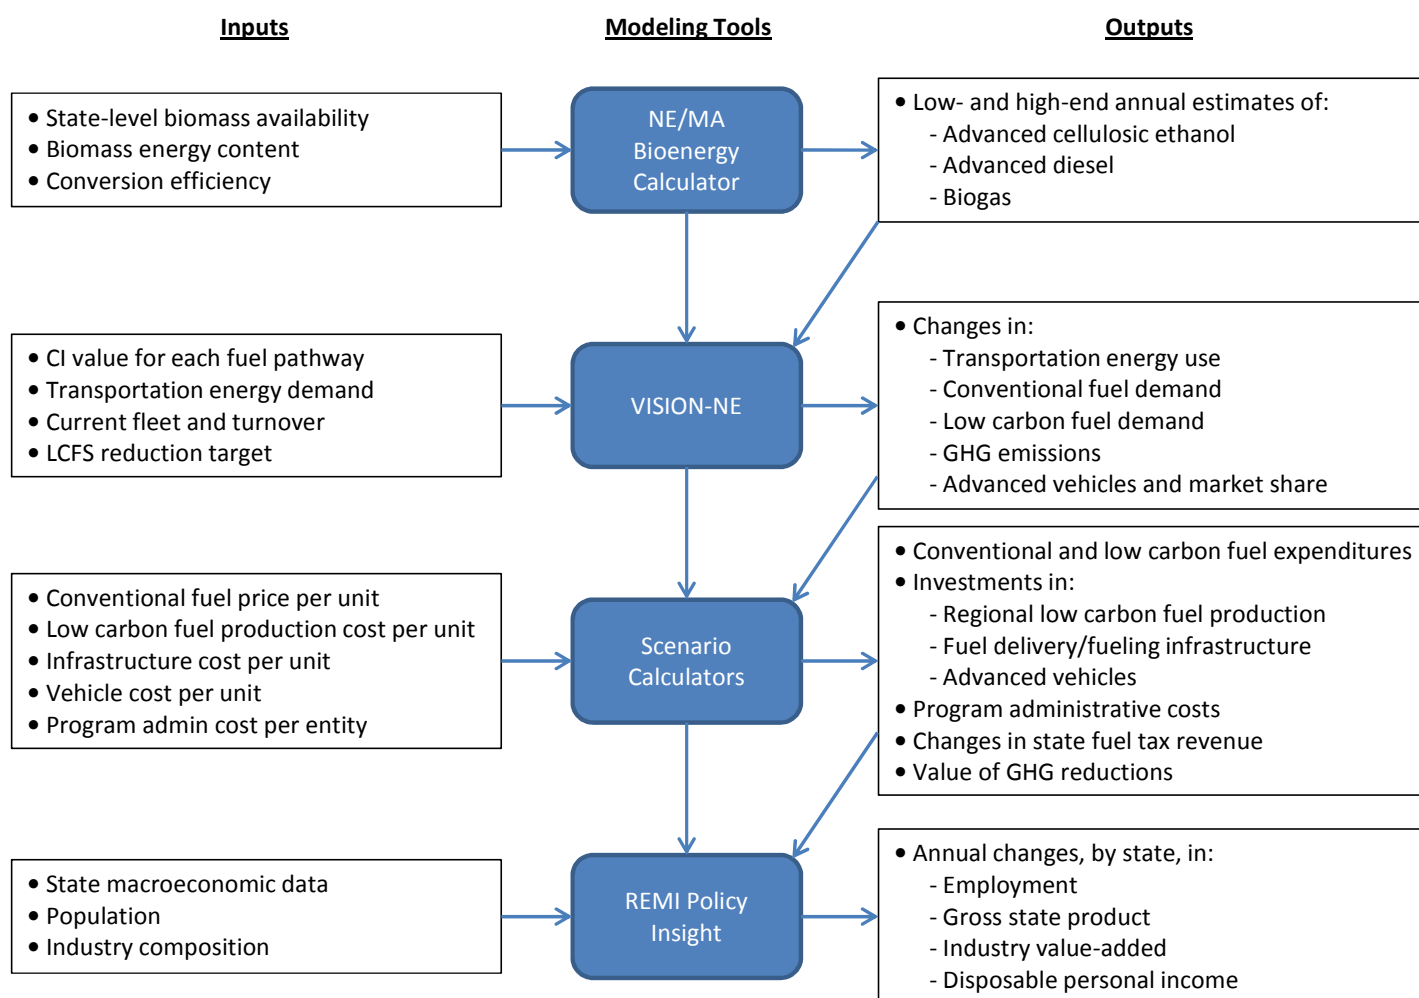 Inputs
Modeling Tools
Outputs
• State-level biomass availability
• Biomass energy content
• Conversion efficiency
NE/MA
Bioenergy
Calculator
• Low- and high-end annual estimates of:
- Advanced cellulosic ethanol
- Advanced diesel
- Biogas
• CI value for each fuel pathway
• Transportation energy demand
• Current fleet and turnover
• LCFS reduction target
VISION-NE
• Changes in:
- Transportation energy use
- Conventional fuel demand
- Low carbon fuel demand
- GHG emissions
- Advanced vehicles and market share
• Conventional fuel price per unit
• Low carbon fuel production cost per unit
• Infrastructure cost per unit
• Vehicle cost per unit
• Program admin cost per entity
Scenario
Calculators
• Conventional and low carbon fuel expenditures
• Investments in:
- Regional low carbon fuel production
- Fuel delivery/fueling infrastructure
- Advanced vehicles
• Program administrative costs
• Changes in state fuel tax revenue
• Value of GHG reductions
• State macroeconomic data
• Population
• Industry composition
REMI Policy
Insight
• Annual changes, by state, in:
- Employment
- Gross state product
- Industry value-added
- Disposable personal income